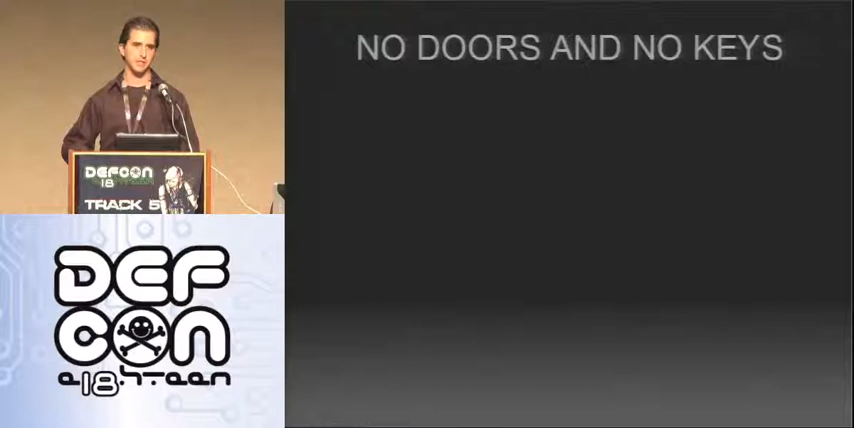 NO DOORS AND NO KEYS
DEFCON
18
TRACK 5
DEF
CON
e18hteen